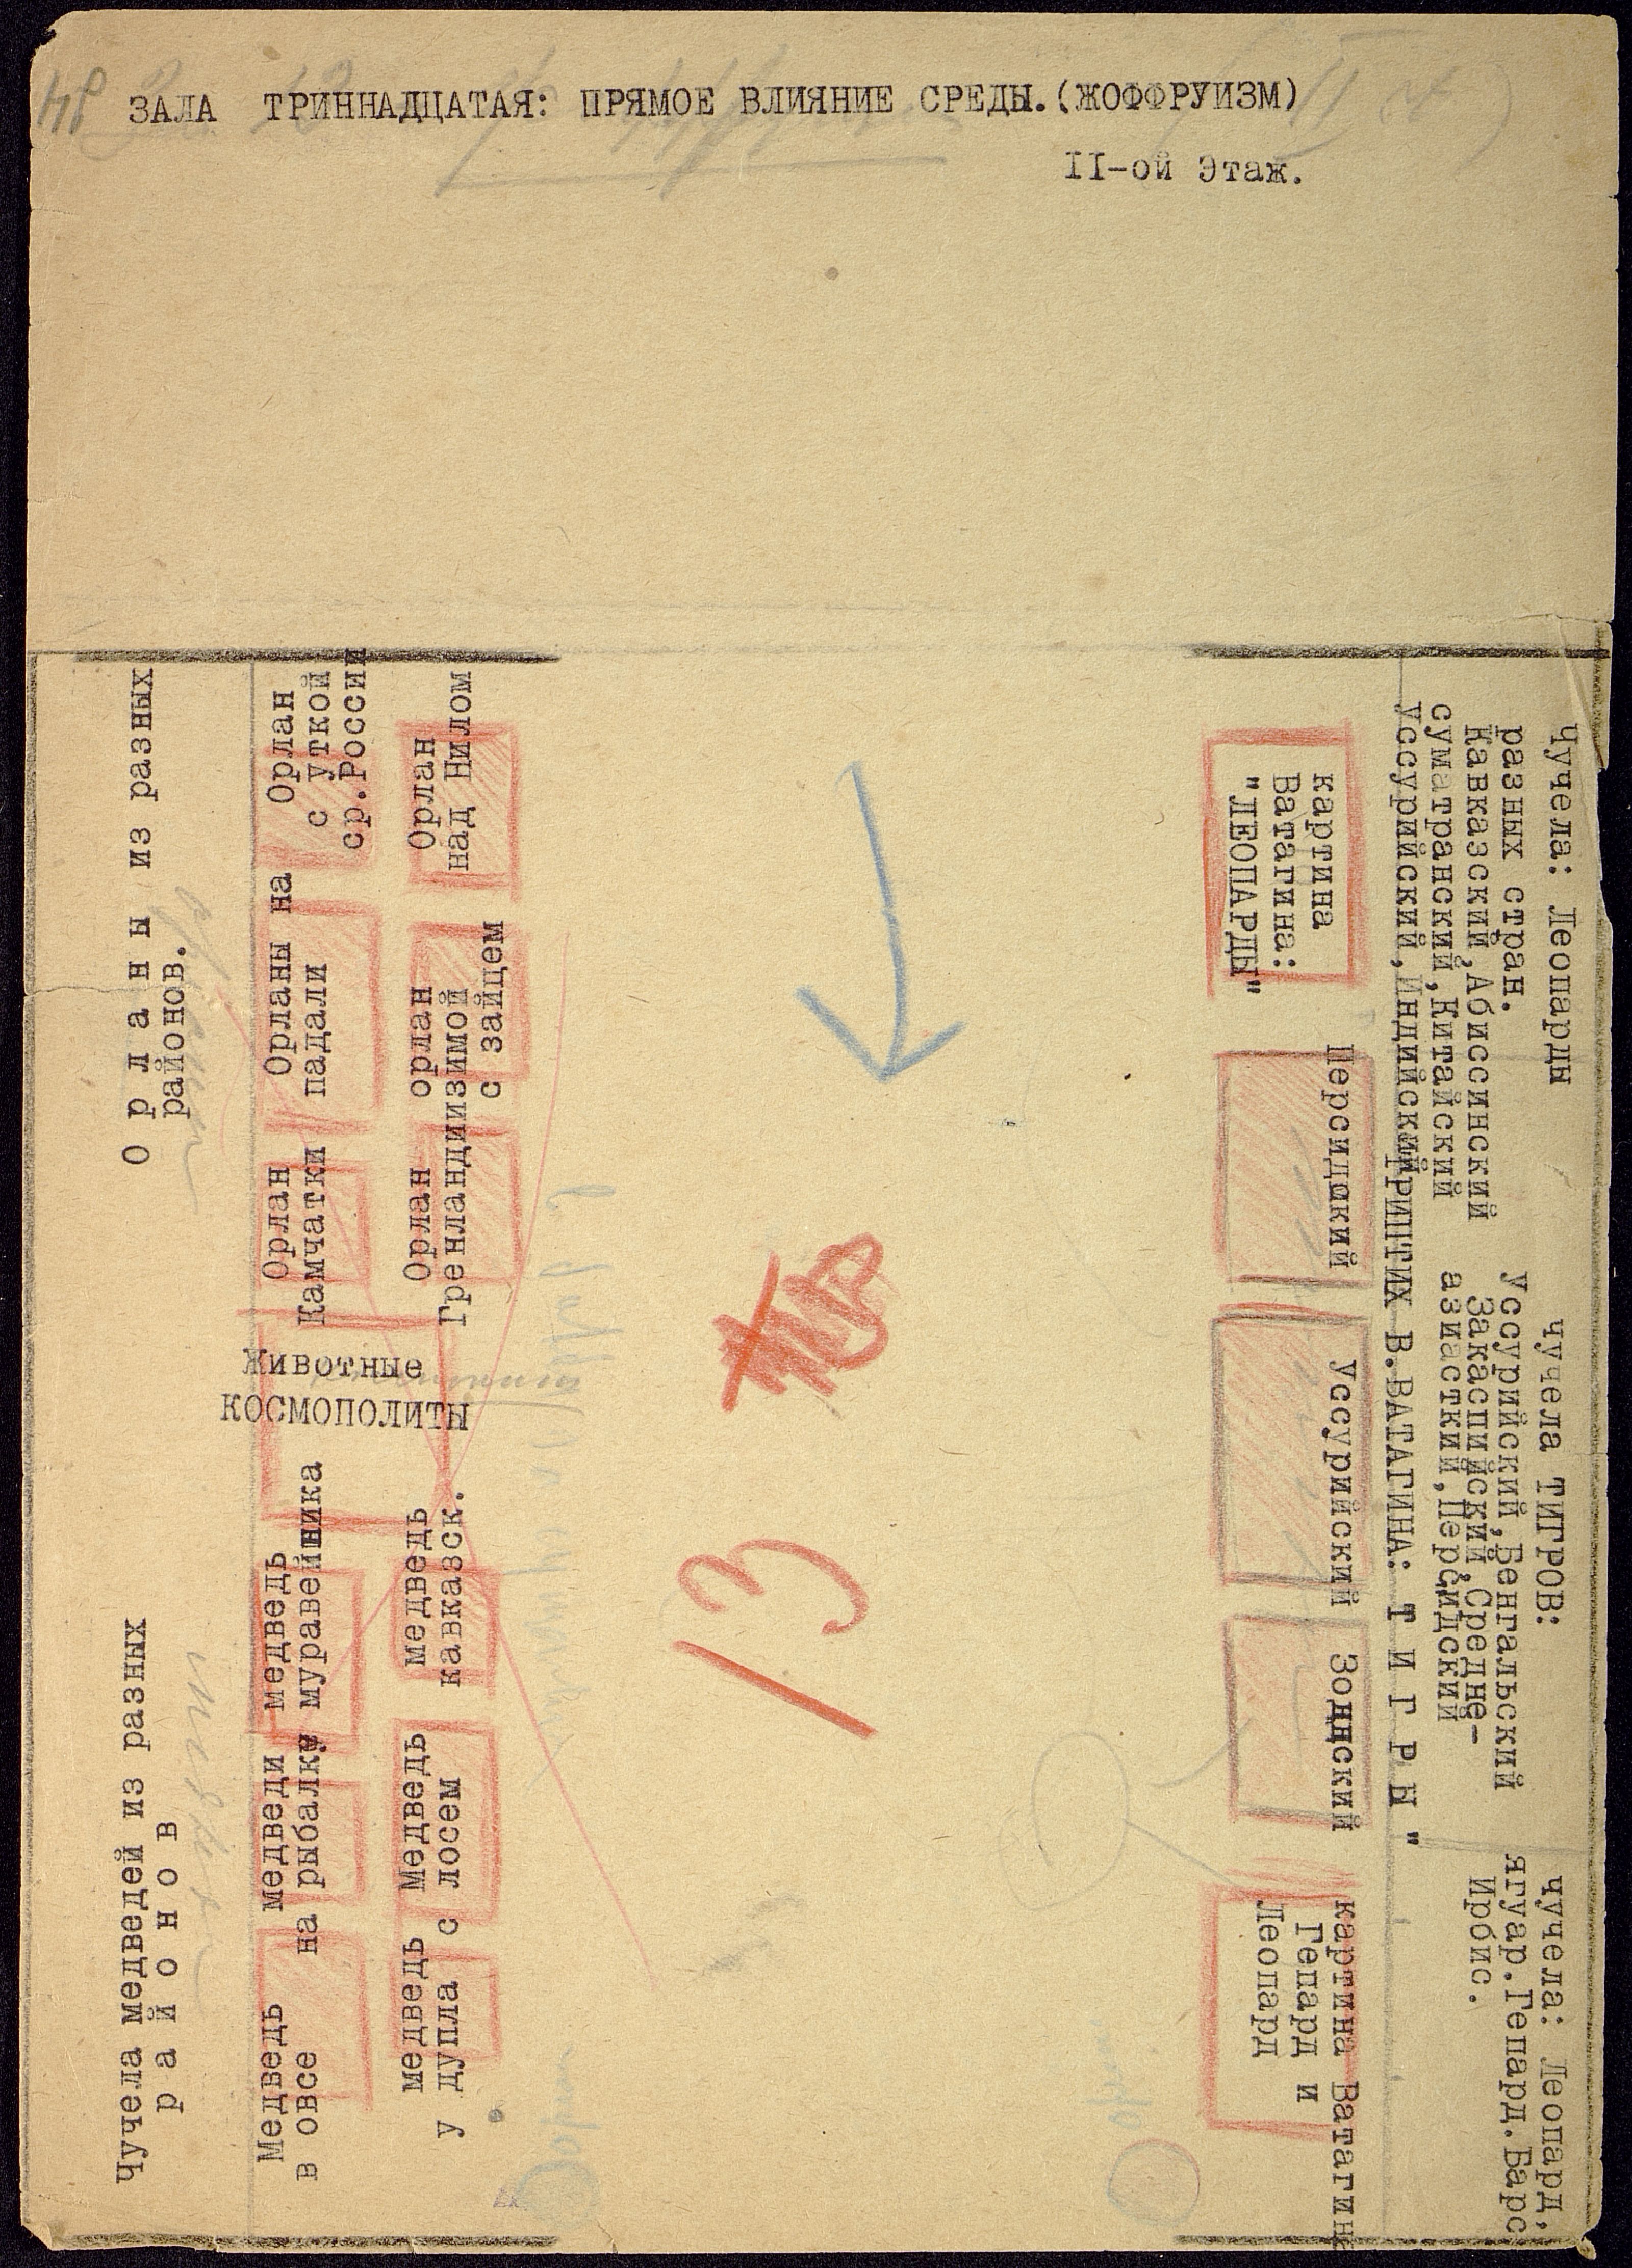 ЗАЛА ТРИННАДЦАТАЯ: ПРЯМОЕ ВЛИЯНИЕ СРЕДЫ.(ЖОФФРУИЗМ)
II-ой Этаж.
О р л а н ы из разных
районов.
Орлан
с уткой
ср.России
Орланы на
падали
Орлан
Камчатки
Орлан
над Нилом
орлан
зимой
с зайцем
Орлан
Гренландии
Животные
КОСМОПОЛИТЫ
Чучела медведей из разных
р а й о н о в
медведь
муравейника
медведи
на рыбалке
Медведь
в овсе
медведь
кавказск.
Медведь
с лосем
медведь
у дупла
13
Чучела: Леопарды
разных стран.
Кавказский,Абиссинский
суматранский,Китайский
Уссурийский,Индийский
чучела ТИГРОВ:
Уссурийский,Бенгальский
Закаспийский,Средне-
азиасткий,Персидский
чучела: Леопард,
ягуар.Гепард.Барс
Ирбис.
В.ВАТАГИНА: Т И Г Р Ы "
картина
Ватагина:
"ЛЕОПАРДЫ"
Персидский
Уссурийский
Зондский
картина Ватагин
Гепард и
Леопард